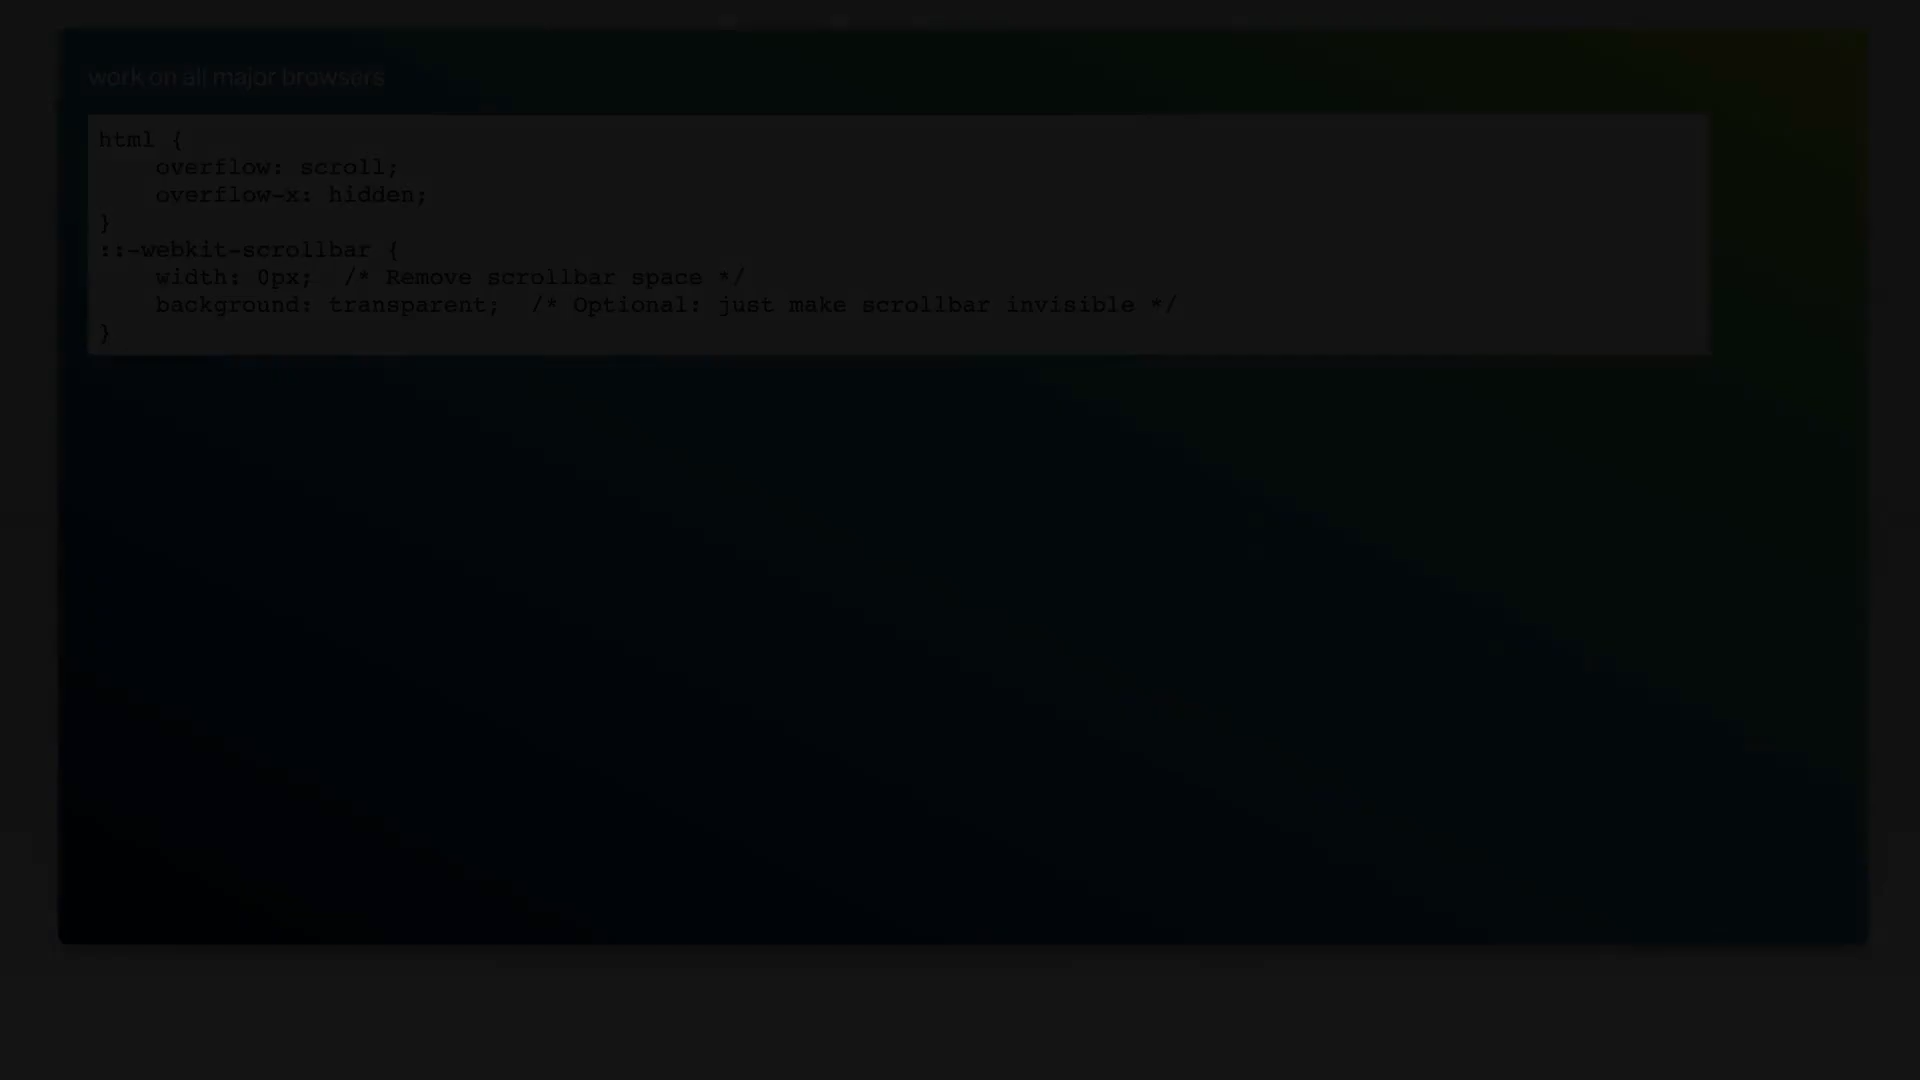 work on all major browsers
html {
    overflow: scroll;
    overflow-x: hidden;
}
::-webkit-scrollbar {
    width: 0px;  /* Remove scrollbar space */
    background: transparent;  /* Optional: just make scrollbar invisible */
}